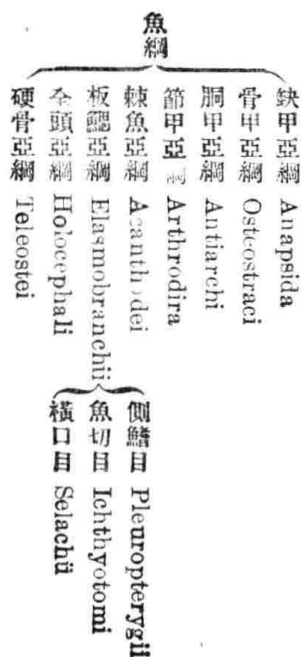 魚綱
缺甲亞綱 Anapsida
骨甲亞綱 Osteostraci
胴甲亞綱 Antiarchi
節甲亞綱 Arthrodira
棘魚亞綱 Acanthodei
板鰓亞綱 Elasmobranchii
全頭亞綱 Holocephali
硬骨亞綱 Teleostei
側鰭目 Pleuropterygii
魚切目 Ichthyotomi
橫口目 Selachii